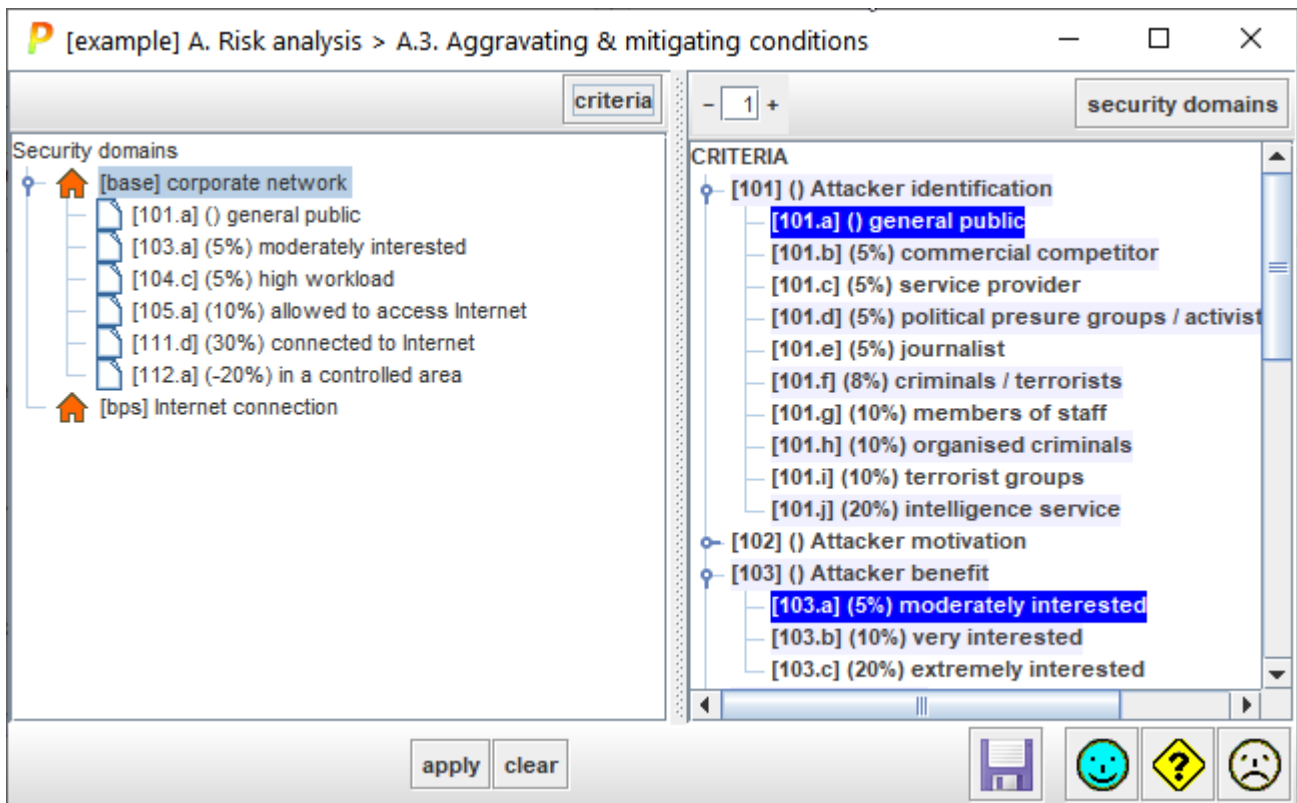 P [example] A. Risk analysis > A.3. Aggravating & mitigating conditions
criteria
Security domains
[base] corporate network
[101.a] () general public
[103.a] (5%) moderately interested
[104.c] (5%) high workload
[105.a] (10%) allowed to access Internet
[111.d] (30%) connected to Internet
[112.a] (-20%) in a controlled area
[bps] Internet connection
- 1 +
security domains
CRITERIA
[101] () Attacker identification
[101.a] () general public
[101.b] (5%) commercial competitor
[101.c] (5%) service provider
[101.d] (5%) political presure groups / activist
[101.e] (5%) journalist
[101.f] (8%) criminals / terrorists
[101.g] (10%) members of staff
[101.h] (10%) organised criminals
[101.i] (10%) terrorist groups
[101.j] (20%) intelligence service
[102] () Attacker motivation
[103] () Attacker benefit
[103.a] (5%) moderately interested
[103.b] (10%) very interested
[103.c] (20%) extremely interested
apply clear
?